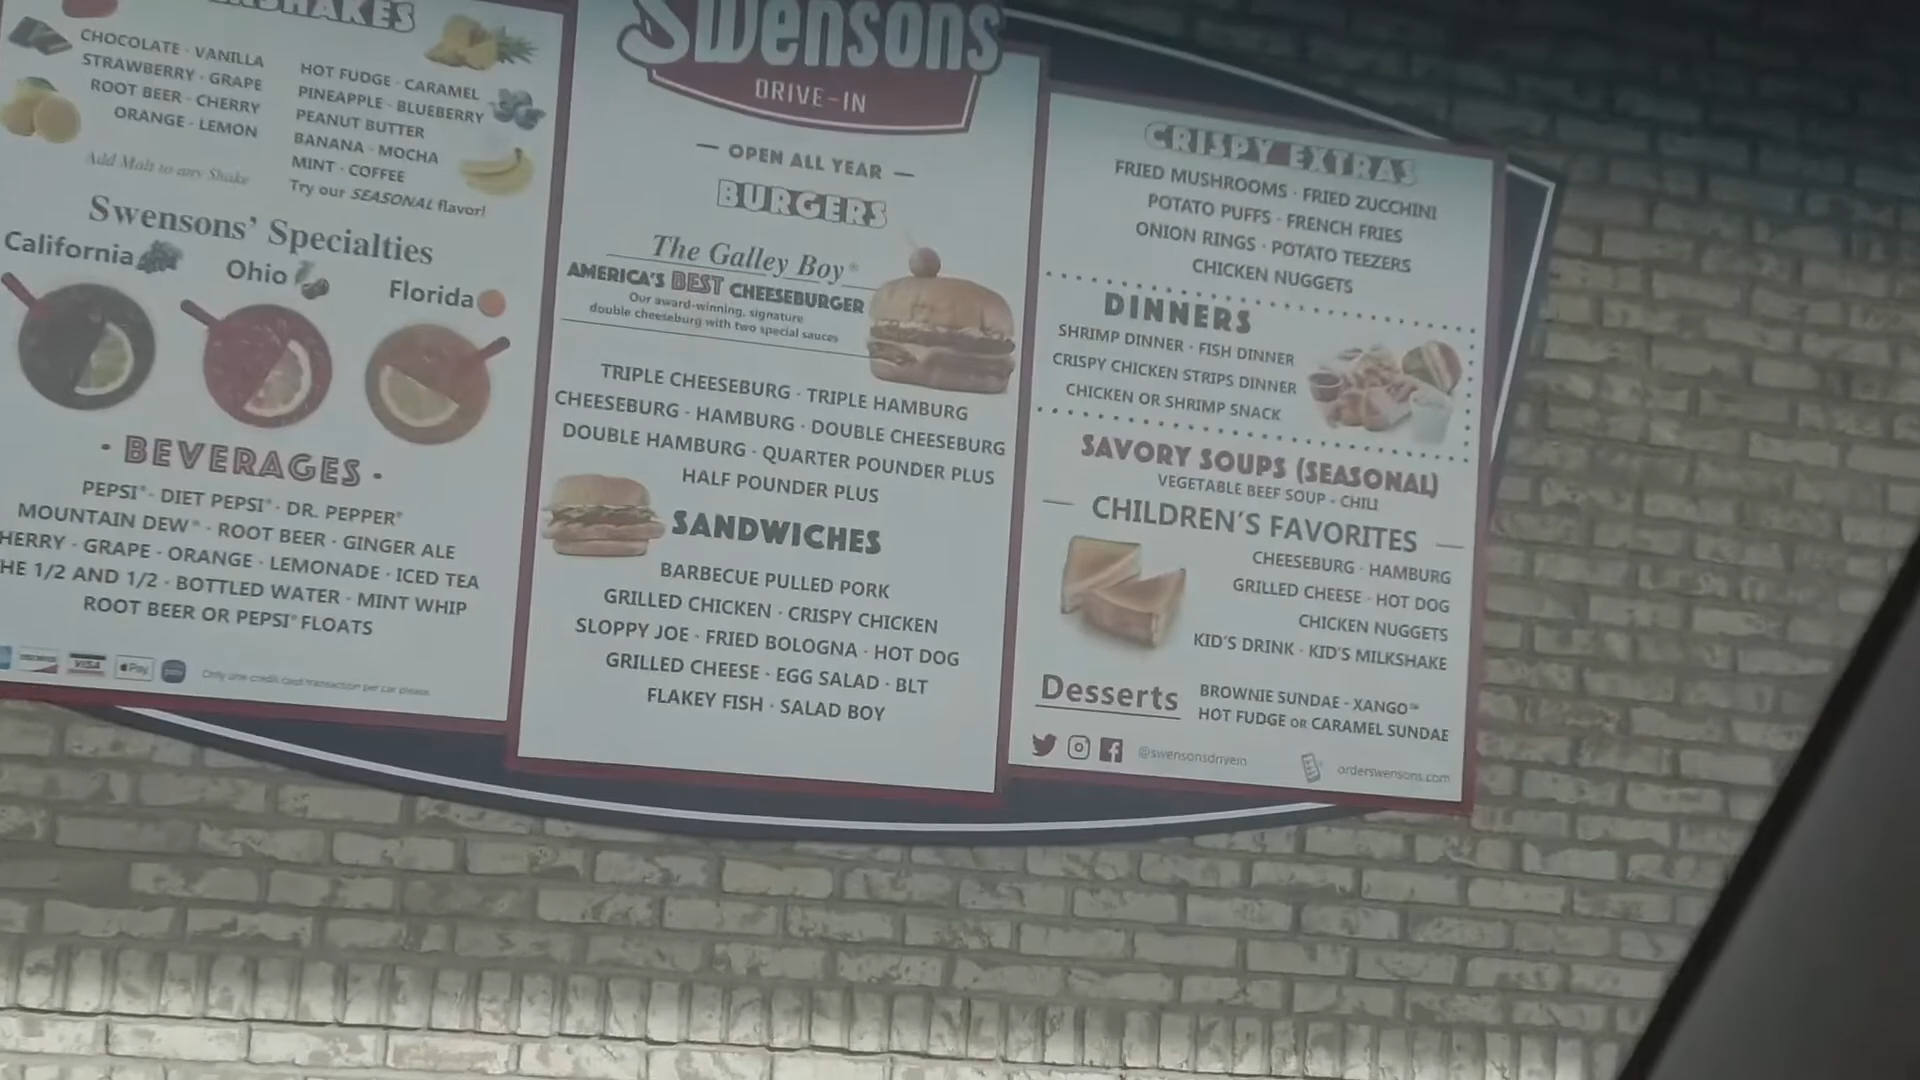 CHOCOLATE · VANILLA
STRAWBERRY · GRAPE
ROOT BEER · CHERRY
ORANGE · LEMON
Add Malt to any Shake
HOT FUDGE · CARAMEL
PINEAPPLE · BLUEBERRY
PEANUT BUTTER
BANANA · MOCHA
MINT · COFFEE
Try our SEASONAL flavor!
Swensons' Specialties
California
Ohio
Florida
· BEVERAGES ·
PEPSI® · DIET PEPSI® · DR. PEPPER®
MOUNTAIN DEW® · ROOT BEER · GINGER ALE
HERRY · GRAPE · ORANGE · LEMONADE · ICED TEA
HE 1/2 AND 1/2 · BOTTLED WATER · MINT WHIP
ROOT BEER OR PEPSI® FLOATS
VISA
Pay
Only one credit card transaction per car please.
Swensons
DRIVE-IN
— OPEN ALL YEAR —
BURGERS
The Galley Boy®
AMERICA'S BEST CHEESEBURGER
Our award-winning, signature
double cheeseburg with two special sauces
TRIPLE CHEESEBURG · TRIPLE HAMBURG
CHEESEBURG · HAMBURG · DOUBLE CHEESEBURG
DOUBLE HAMBURG · QUARTER POUNDER PLUS
HALF POUNDER PLUS
SANDWICHES
BARBECUE PULLED PORK
GRILLED CHICKEN · CRISPY CHICKEN
SLOPPY JOE · FRIED BOLOGNA · HOT DOG
GRILLED CHEESE · EGG SALAD · BLT
FLAKEY FISH · SALAD BOY
CRISPY EXTRAS
FRIED MUSHROOMS · FRIED ZUCCHINI
POTATO PUFFS · FRENCH FRIES
ONION RINGS · POTATO TEEZERS
CHICKEN NUGGETS
DINNERS
SHRIMP DINNER · FISH DINNER
CRISPY CHICKEN STRIPS DINNER
CHICKEN OR SHRIMP SNACK
SAVORY SOUPS (SEASONAL)
VEGETABLE BEEF SOUP · CHILI
— CHILDREN'S FAVORITES —
CHEESEBURG · HAMBURG
GRILLED CHEESE · HOT DOG
CHICKEN NUGGETS
KID'S DRINK · KID'S MILKSHAKE
Desserts
BROWNIE SUNDAE · XANGO℠
HOT FUDGE OR CARAMEL SUNDAE
@swensonsdrivein
orderswensons.com